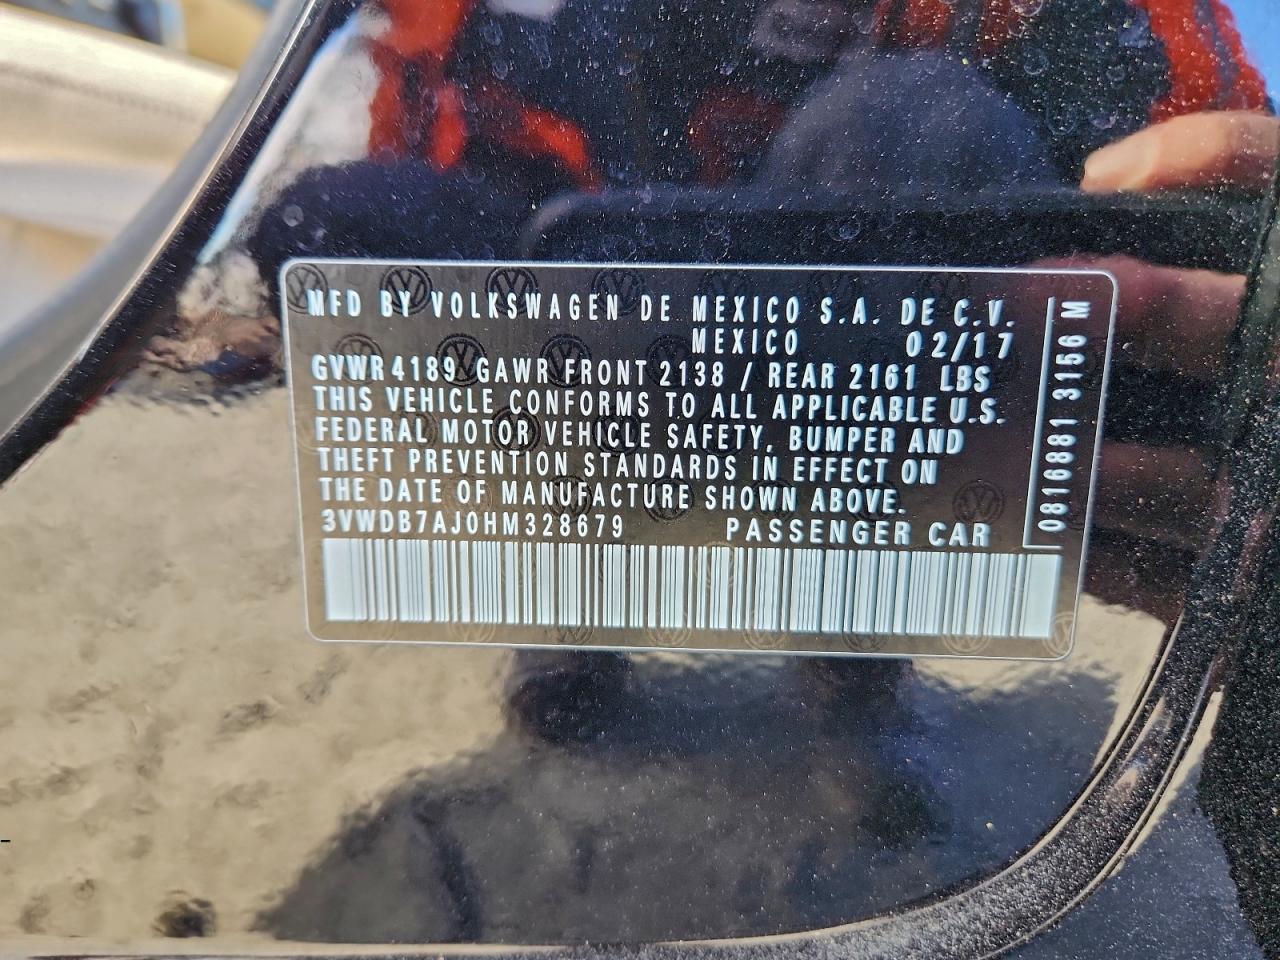 MFD BY VOLKSWAGEN DE MEXICO S.A. DE C.V.
MEXICO 02/17
GVWR 4189 GAWR FRONT 2138 / REAR 2161 LBS
THIS VEHICLE CONFORMS TO ALL APPLICABLE U.S.
FEDERAL MOTOR VEHICLE SAFETY, BUMPER AND
THEFT PREVENTION STANDARDS IN EFFECT ON
THE DATE OF MANUFACTURE SHOWN ABOVE.
3VWDB7AJ0HM328679 PASSENGER CAR
0816881 3156 M